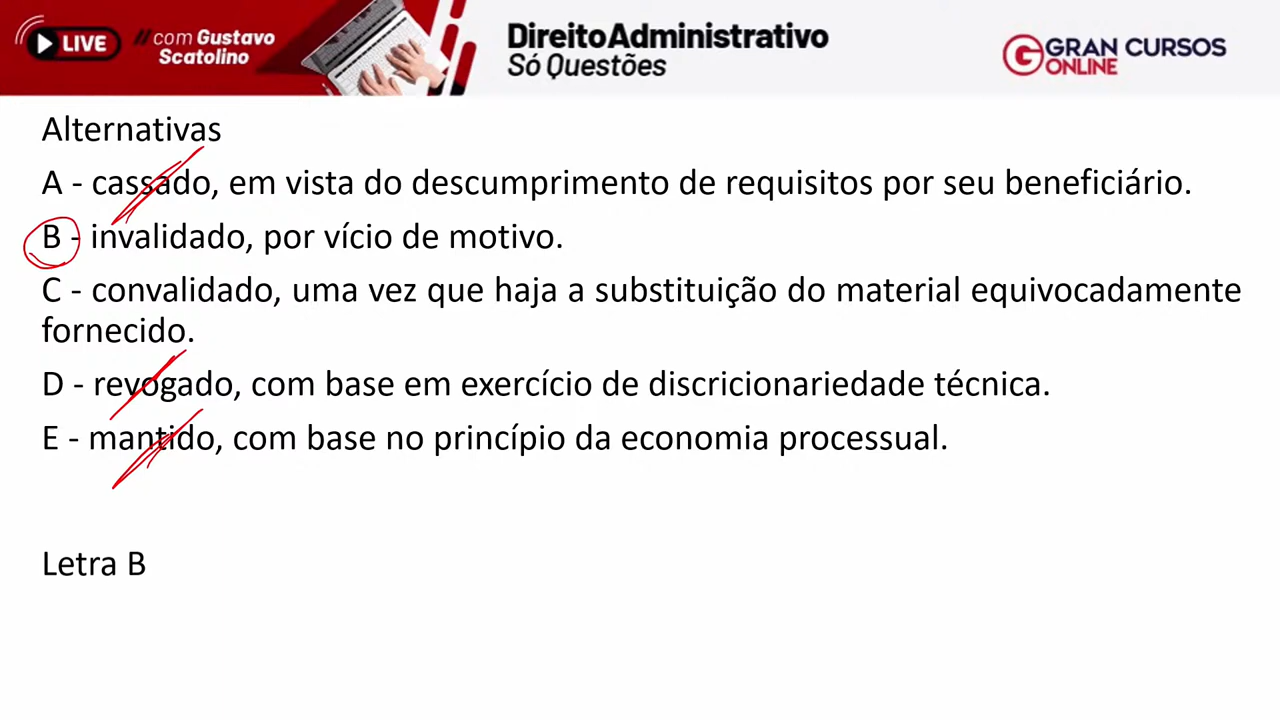 LIVE
// com Gustavo
Scatolino
Direito Administrativo
Só Questões
GRAN CURSOS
ONLINE
Alternativas
A - cassado, em vista do descumprimento de requisitos por seu beneficiário.
B - invalidado, por vício de motivo.
C - convalidado, uma vez que haja a substituição do material equivocadamente
fornecido.
D - revogado, com base em exercício de discricionariedade técnica.
E - mantido, com base no princípio da economia processual.
Letra B